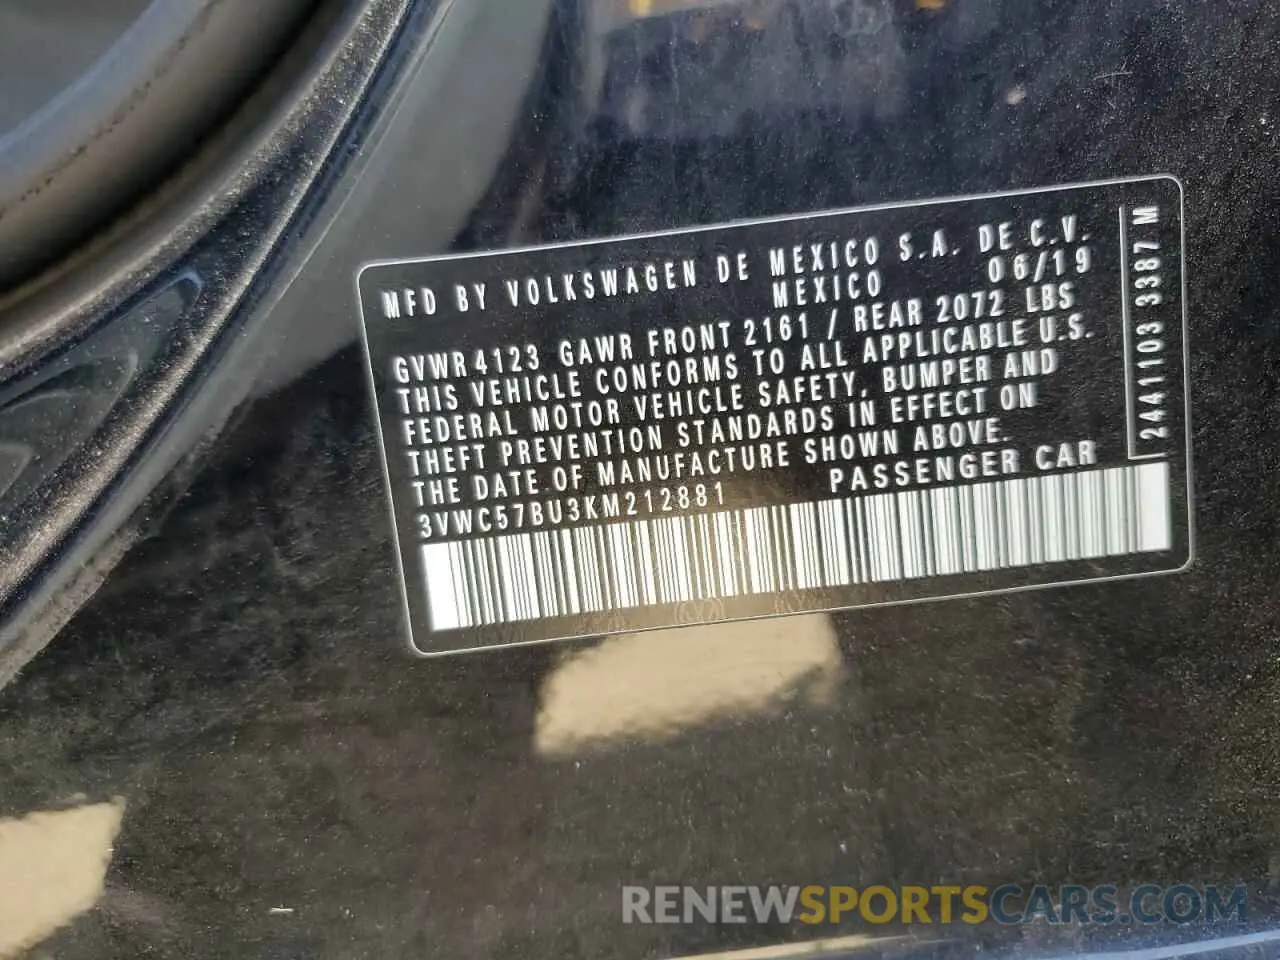 MFD BY VOLKSWAGEN DE MEXICO S.A. DE C.V.
MEXICO 06/19
GVWR 4123 GAWR FRONT 2161 / REAR 2072 LBS
THIS VEHICLE CONFORMS TO ALL APPLICABLE U.S.
FEDERAL MOTOR VEHICLE SAFETY, BUMPER AND
THEFT PREVENTION STANDARDS IN EFFECT ON
THE DATE OF MANUFACTURE SHOWN ABOVE.
3VWC57BU3KM212881 PASSENGER CAR
2441103 3387 M
RENEWSPORTSCARS.COM